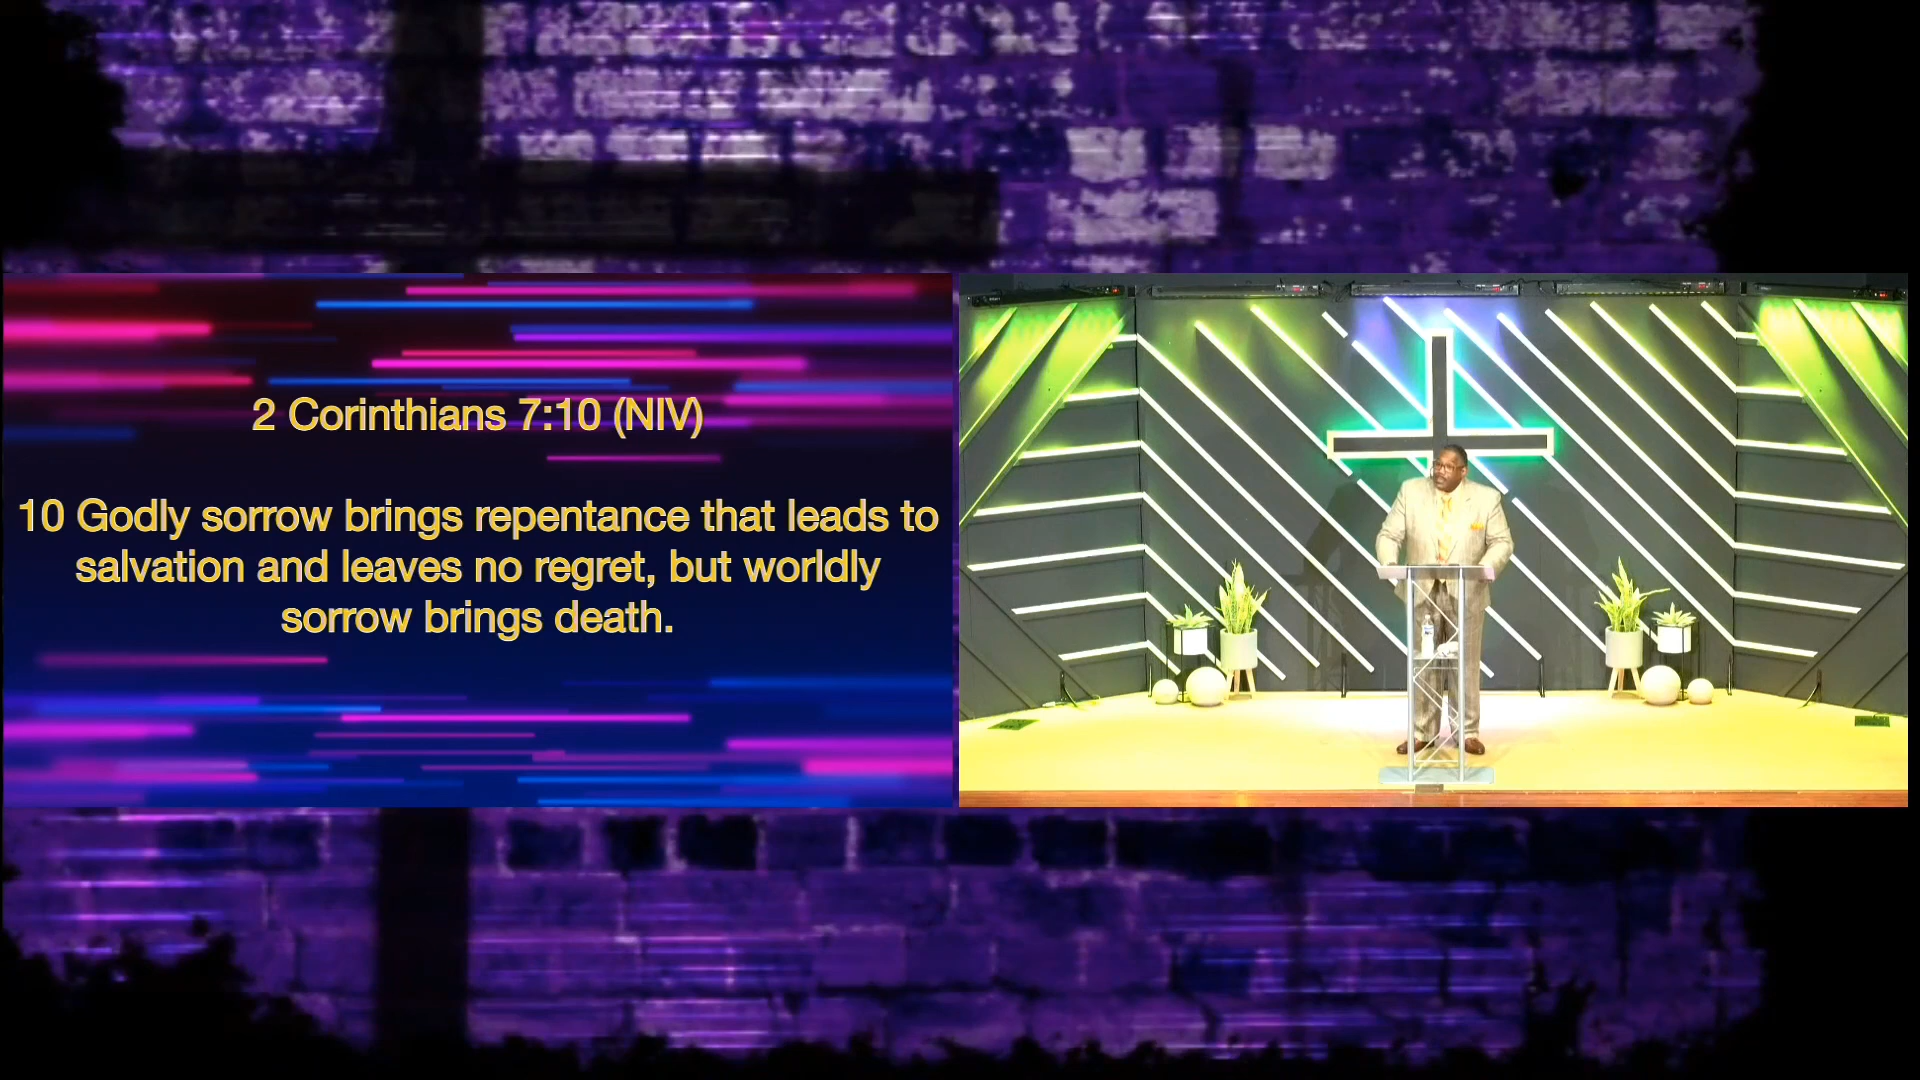 2 Corinthians 7:10 (NIV)
10 Godly sorrow brings repentance that leads to
salvation and leaves no regret, but worldly
sorrow brings death.